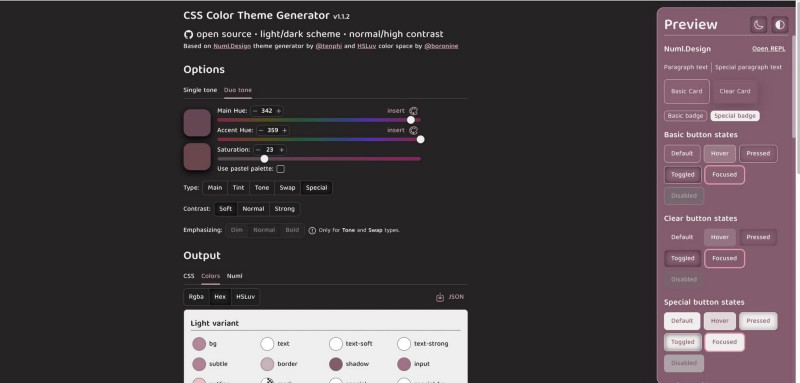 CSS Color Theme Generator v1.1.2
open source • light/dark scheme • normal/high contrast
Based on Numl.Design theme generator by @tenphi and HSLuv color space by @boronine
Options
Single tone Duo tone
Main Hue: − 342 + insert
Accent Hue: − 359 + insert
Saturation: − 23 +
Use pastel palette:
Type: Main Tint Tone Swap Special
Contrast: Soft Normal Strong
Emphasizing: Dim Normal Bold Only for Tone and Swap types.
Output
CSS Colors Numl
Rgba Hex HSLuv JSON
Light variant
bg text text-soft text-strong
subtle border shadow input
Preview
Numl.Design Open REPL
Paragraph text Special paragraph text
Basic Card Clear Card
Basic badge Special badge
Basic button states
Default Hover Pressed
Toggled Focused
Disabled
Clear button states
Default Hover Pressed
Toggled Focused
Disabled
Special button states
Default Hover Pressed
Toggled Focused
Disabled